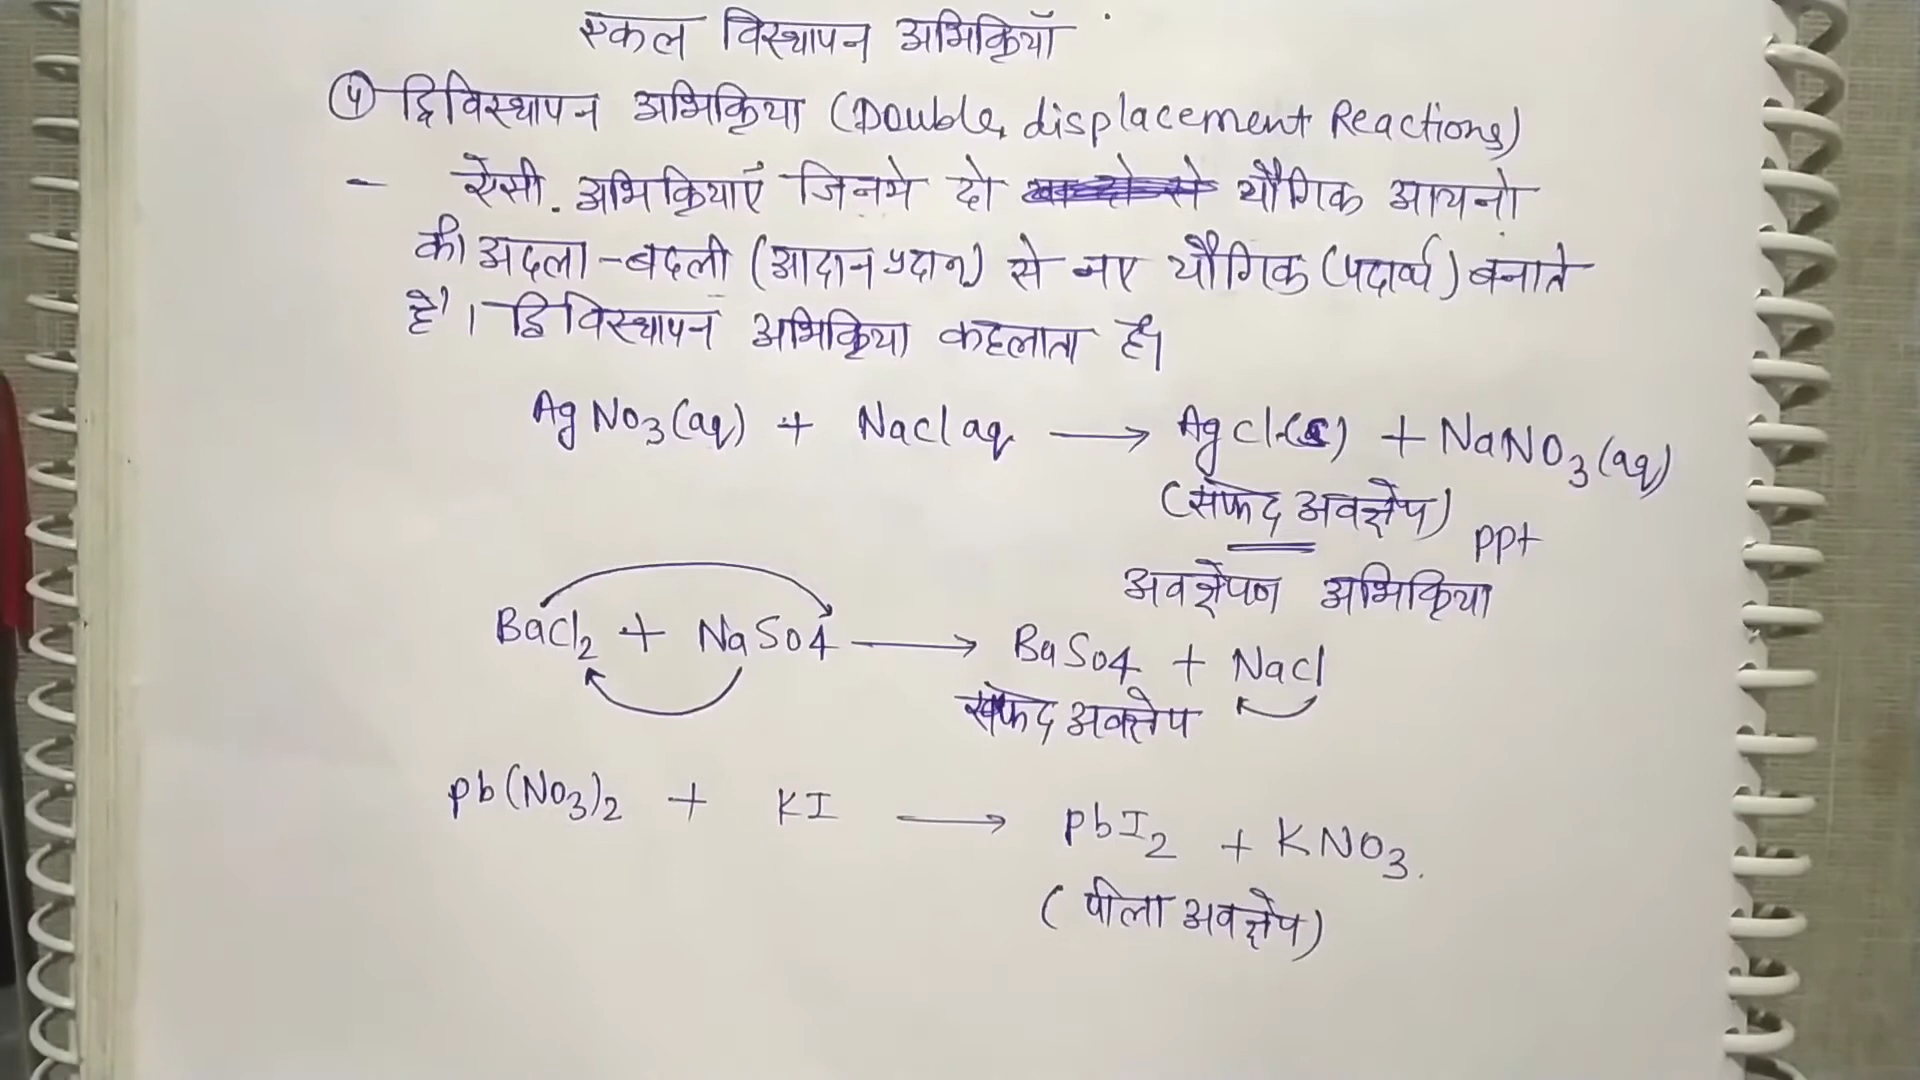 एकल विस्थापन अभिक्रियाँ
④ द्विविस्थापन अभिक्रिया (Double displacement Reactions)
- ऐसी. अभिक्रियाएँ जिनमे दो यौगिक आयनो
की अदला-बदली (आदान प्रदान) से नए यौगिक (पदार्थ) बनाते
है। द्विविस्थापन अभिक्रिया कहलाता है।
AgNO3(aq) + NaCl aq → AgCl(s) + NaNO3(aq)
(सफेद अवक्षेप) ppt
अवक्षेपण अभिक्रिया
BaCl2 + NaSO4 → BaSO4 + NaCl
सफेद अवक्षेप
pb(NO3)2 + KI → pbI2 + KNO3.
(पीला अवक्षेप)